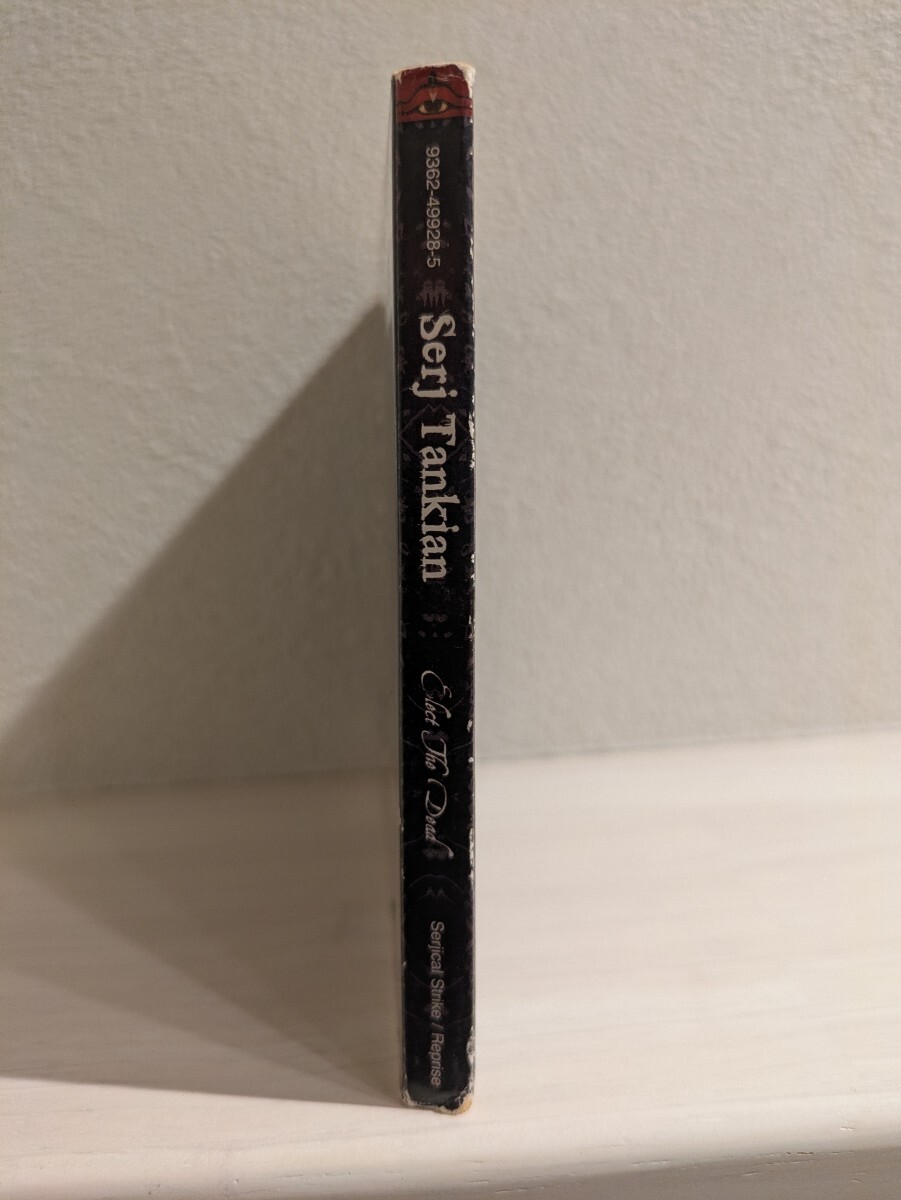 9362-49928-5
Serj Tankian
Elect The Dead
Serjical Strike / Reprise